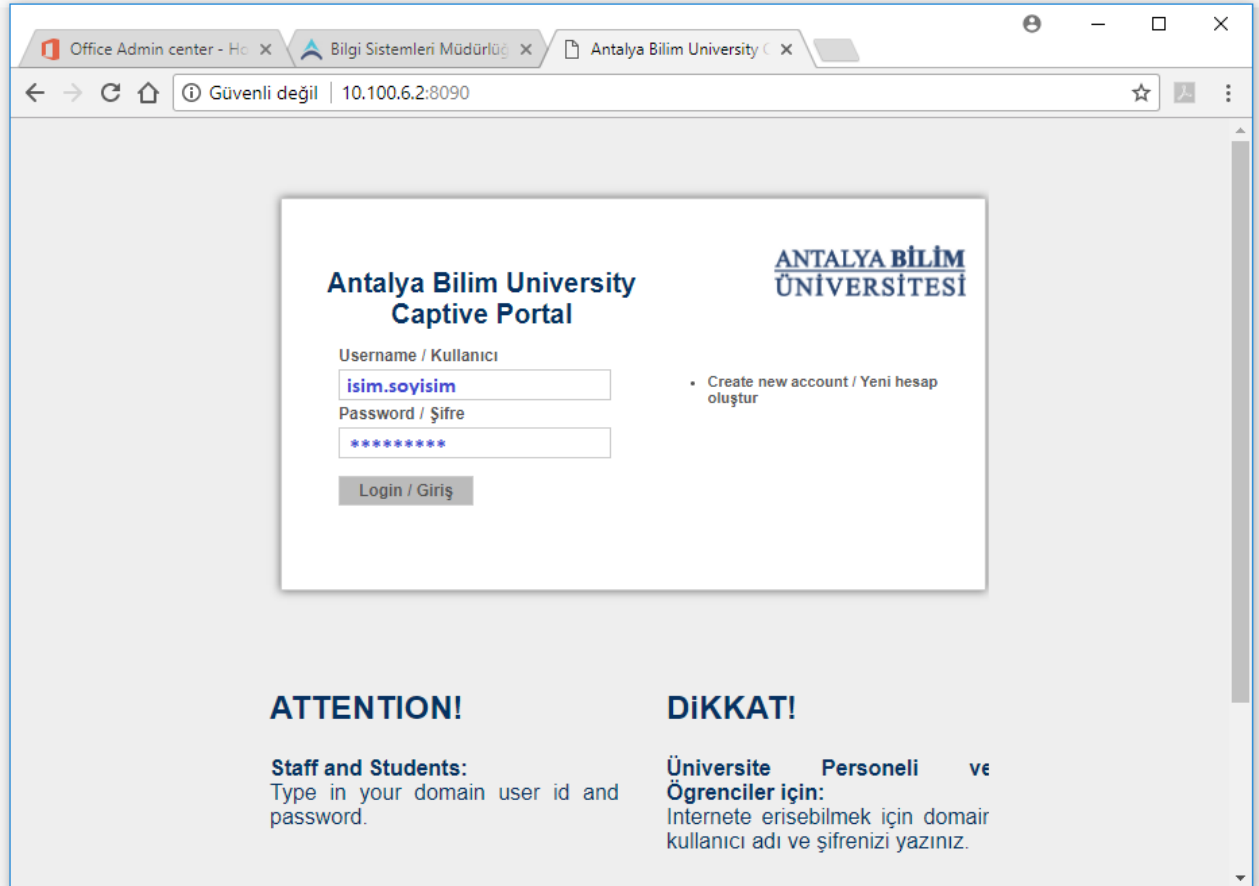 Office Admin center - Ho
Bilgi Sistemleri Müdürlüğ
Antalya Bilim University C
Güvenli değil | 10.100.6.2:8090
ANTALYA BİLİM
ÜNİVERSİTESİ
Antalya Bilim University
Captive Portal
Username / Kullanıcı
isim.soyisim
Password / Şifre
*********
Login / Giriş
• Create new account / Yeni hesap
oluştur
ATTENTION!
Staff and Students:
Type in your domain user id and
password.
DiKKAT!
Üniversite Personeli ve
Ögrenciler için:
Internete erisebilmek için domain
kullanıcı adı ve şifrenizi yazınız.